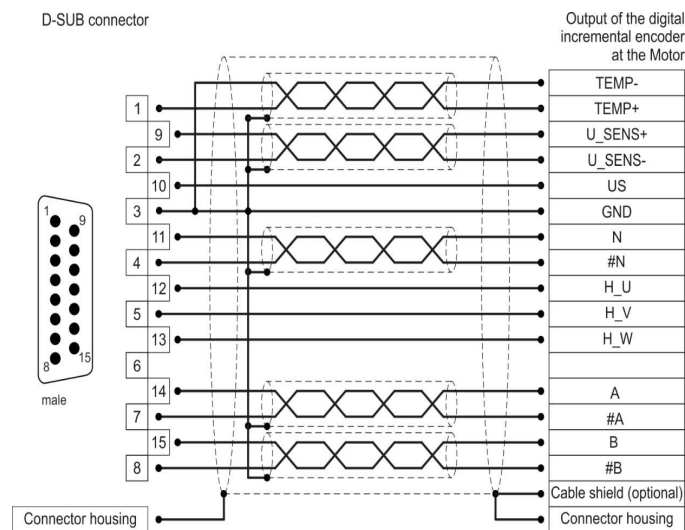 D-SUB connector
Output of the digital
incremental encoder
at the Motor
TEMP-
1
TEMP+
9
U_SENS+
2
U_SENS-
10
US
3
GND
11
N
4
#N
12
H_U
5
H_V
13
H_W
6
14
A
7
#A
15
B
8
#B
1
9
8
15
male
Cable shield (optional)
Connector housing
Connector housing